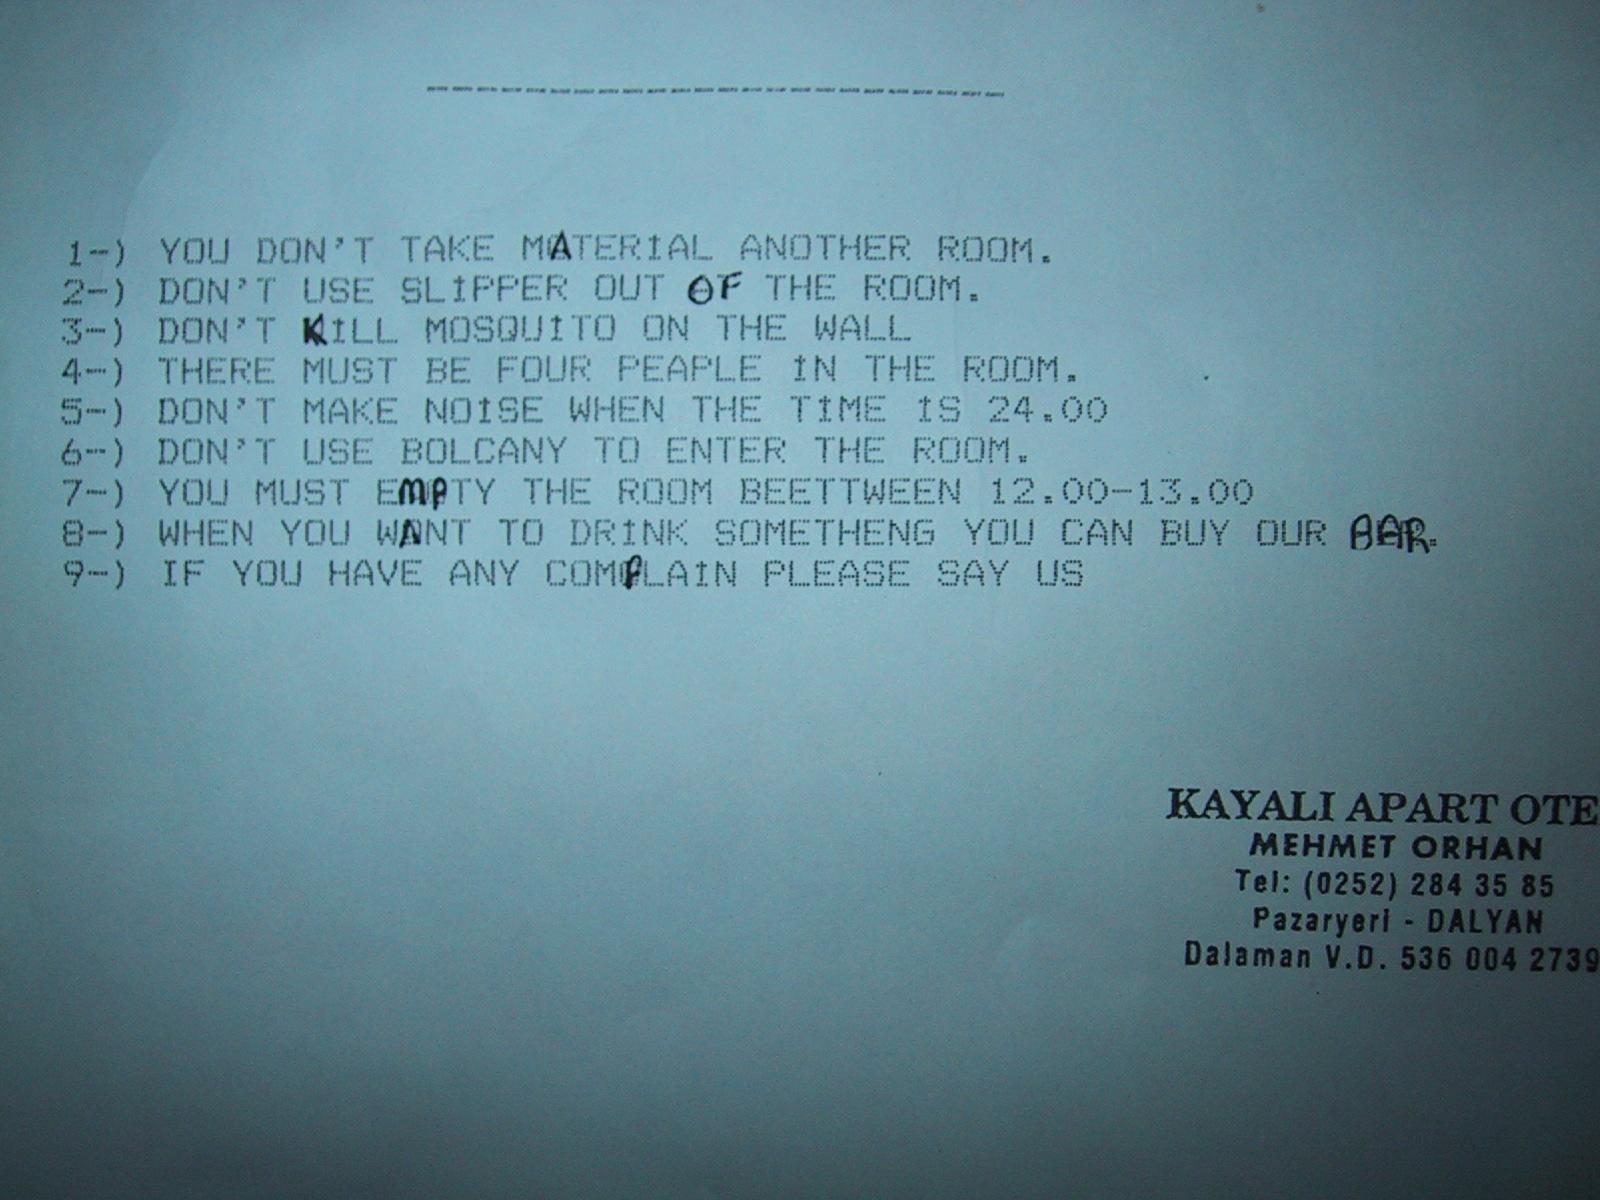 1-) YOU DON'T TAKE MATERIAL ANOTHER ROOM.
2-) DON'T USE SLIPPER OUT OF THE ROOM.
3-) DON'T KILL MOSQUITO ON THE WALL
4-) THERE MUST BE FOUR PEAPLE IN THE ROOM.
5-) DON'T MAKE NOISE WHEN THE TIME IS 24.00
6-) DON'T USE BOLCANY TO ENTER THE ROOM.
7-) YOU MUST EMPTY THE ROOM BEETTWEEN 12.00-13.00
8-) WHEN YOU WANT TO DRINK SOMETHENG YOU CAN BUY OUR BAR.
9-) IF YOU HAVE ANY COMPLAIN PLEASE SAY US
KAYALI APART OTE
MEHMET ORHAN
Tel: (0252) 284 35 85
Pazaryeri - DALYAN
Dalaman V.D. 536 004 2739